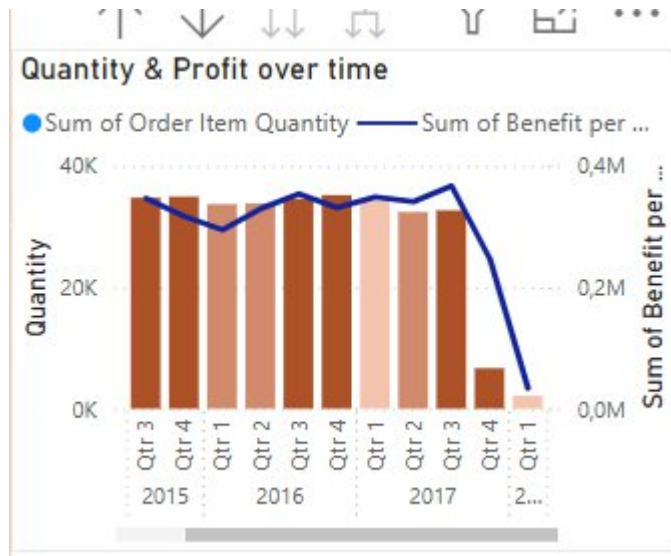 Quantity & Profit over time
Sum of Order Item Quantity Sum of Benefit per ...
40K
20K
0K
Quantity
0,4M
0,2M
0,0M
Sum of Benefit per ...
Qtr 3 Qtr 4 Qtr 1 Qtr 2 Qtr 3 Qtr 4 Qtr 1 Qtr 2 Qtr 3 Qtr 4 Qtr 1
2015 2016 2017 2...